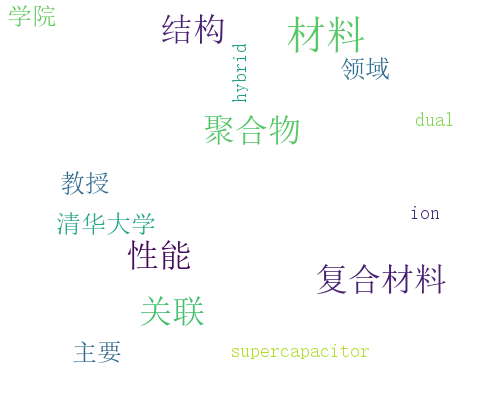 学院
结构
材料
hybrid
领域
聚合物
dual
教授
清华大学
ion
性能
复合材料
关联
主要
supercapacitor